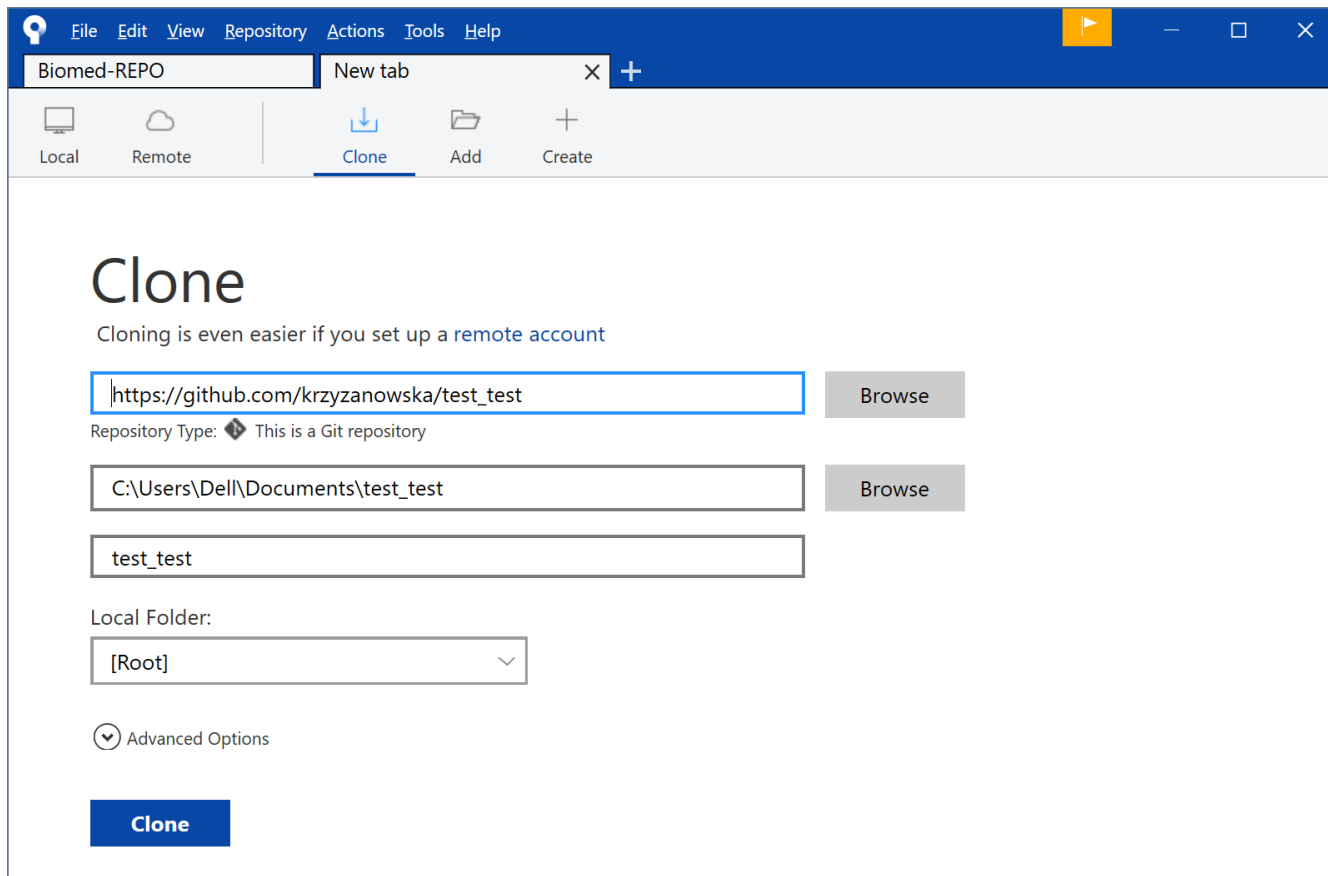 File Edit View Repository Actions Tools Help
Biomed-REPO New tab
Local Remote Clone Add Create
Clone
Cloning is even easier if you set up a remote account
https://github.com/krzyzanowska/test_test Browse
Repository Type: This is a Git repository
C:\Users\Dell\Documents\test_test Browse
test_test
Local Folder:
[Root]
Advanced Options
Clone